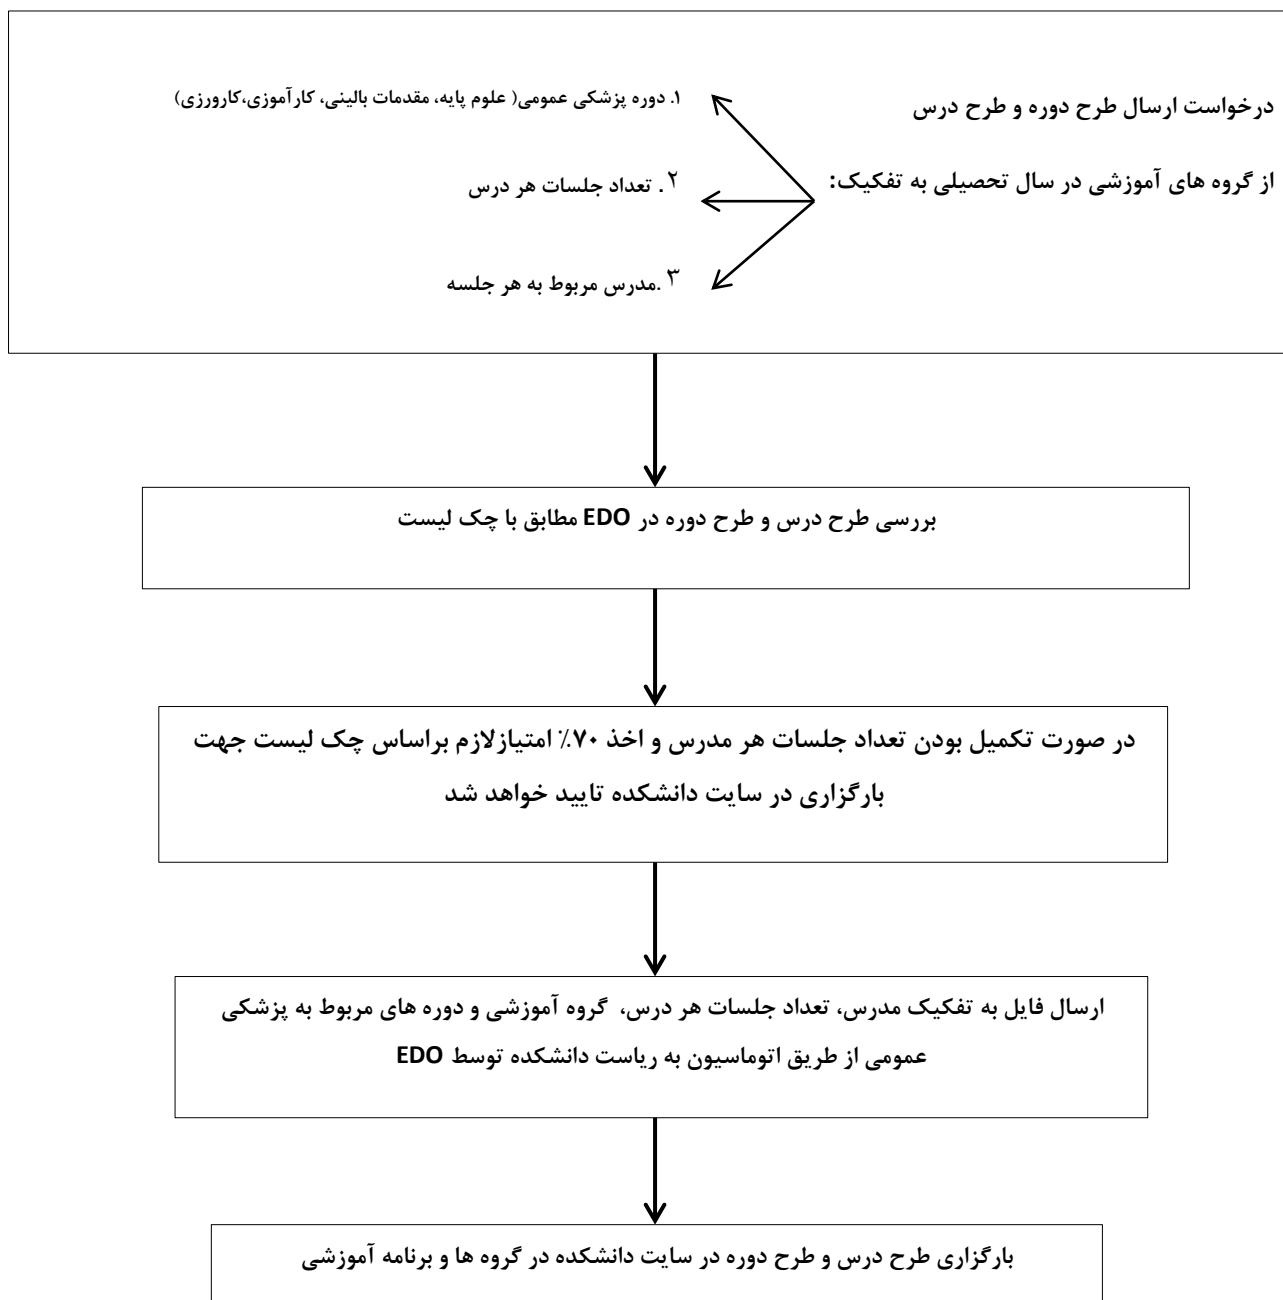 درخواست ارسال طرح دوره و طرح درس
از گروه های آموزشی در سال تحصیلی به تفکیک:
۱. دوره پزشکی عمومی( علوم پایه، مقدمات بالینی، کارآموزی،کارورزی)
۲. تعداد جلسات هر درس
۳.مدرس مربوط به هر جلسه
بررسی طرح درس و طرح دوره در EDO مطابق با چک لیست
در صورت تکمیل بودن تعداد جلسات هر مدرس و اخذ ۷۰٪ امتیازلازم براساس چک لیست جهت
بارگزاری در سایت دانشکده تایید خواهد شد
ارسال فایل به تفکیک مدرس، تعداد جلسات هر درس، گروه آموزشی و دوره های مربوط به پزشکی
عمومی از طریق اتوماسیون به ریاست دانشکده توسط EDO
بارگزاری طرح درس و طرح دوره در سایت دانشکده در گروه ها و برنامه آموزشی